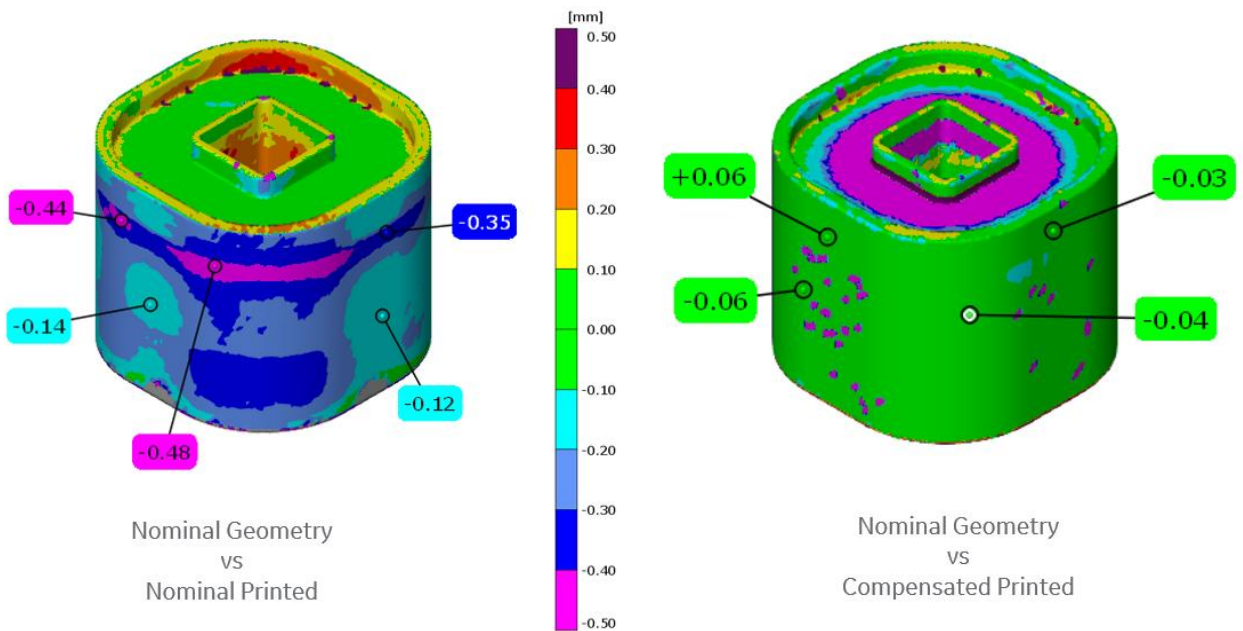 [mm]
0.50
0.40
0.30
0.20
0.10
0.00
-0.10
-0.20
-0.30
-0.40
-0.50
-0.44
-0.35
-0.14
-0.12
-0.48
Nominal Geometry
vs
Nominal Printed
+0.06
-0.03
-0.06
-0.04
Nominal Geometry
vs
Compensated Printed